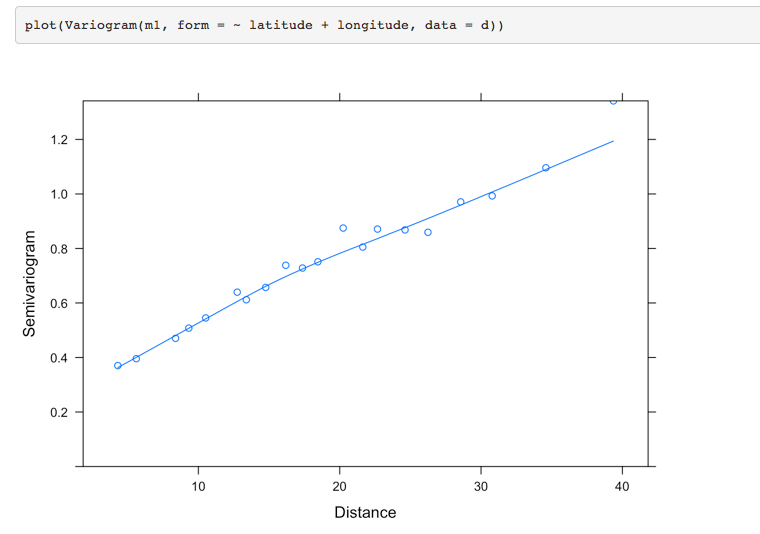 plot(Variogram(m1, form = ~ latitude + longitude, data = d))
1.2
1.0
0.8
0.6
0.4
0.2
Semivariogram
10 20 30 40
Distance